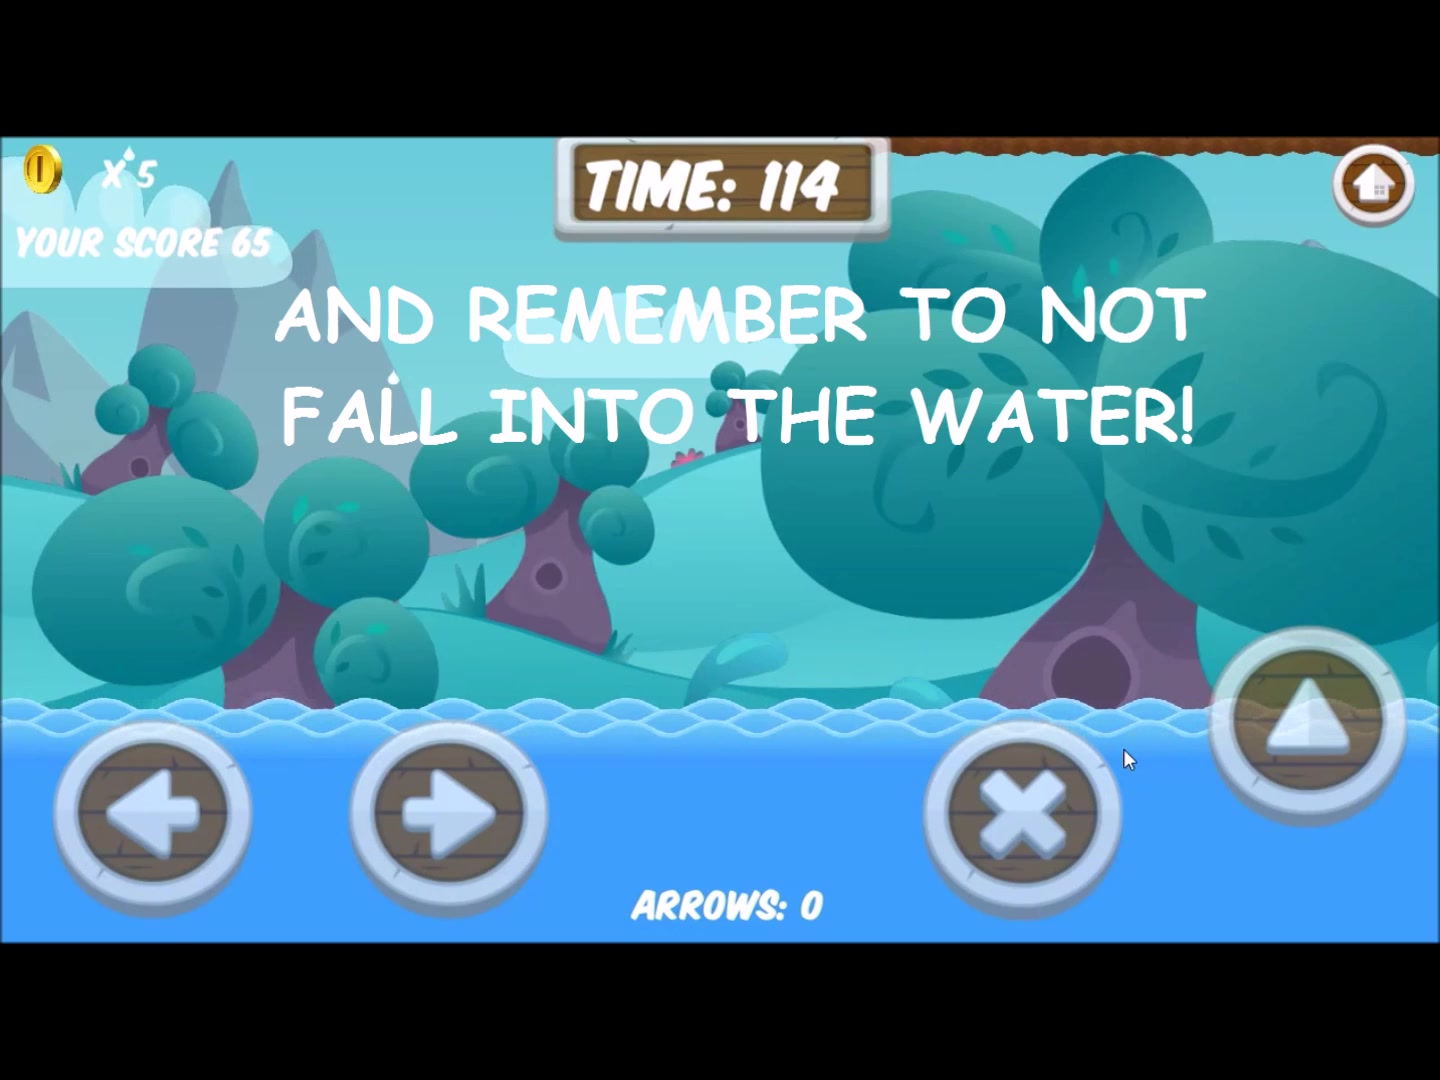 X 5
TIME: 114
YOUR SCORE 65
AND REMEMBER TO NOT
FALL INTO THE WATER!
ARROWS: 0